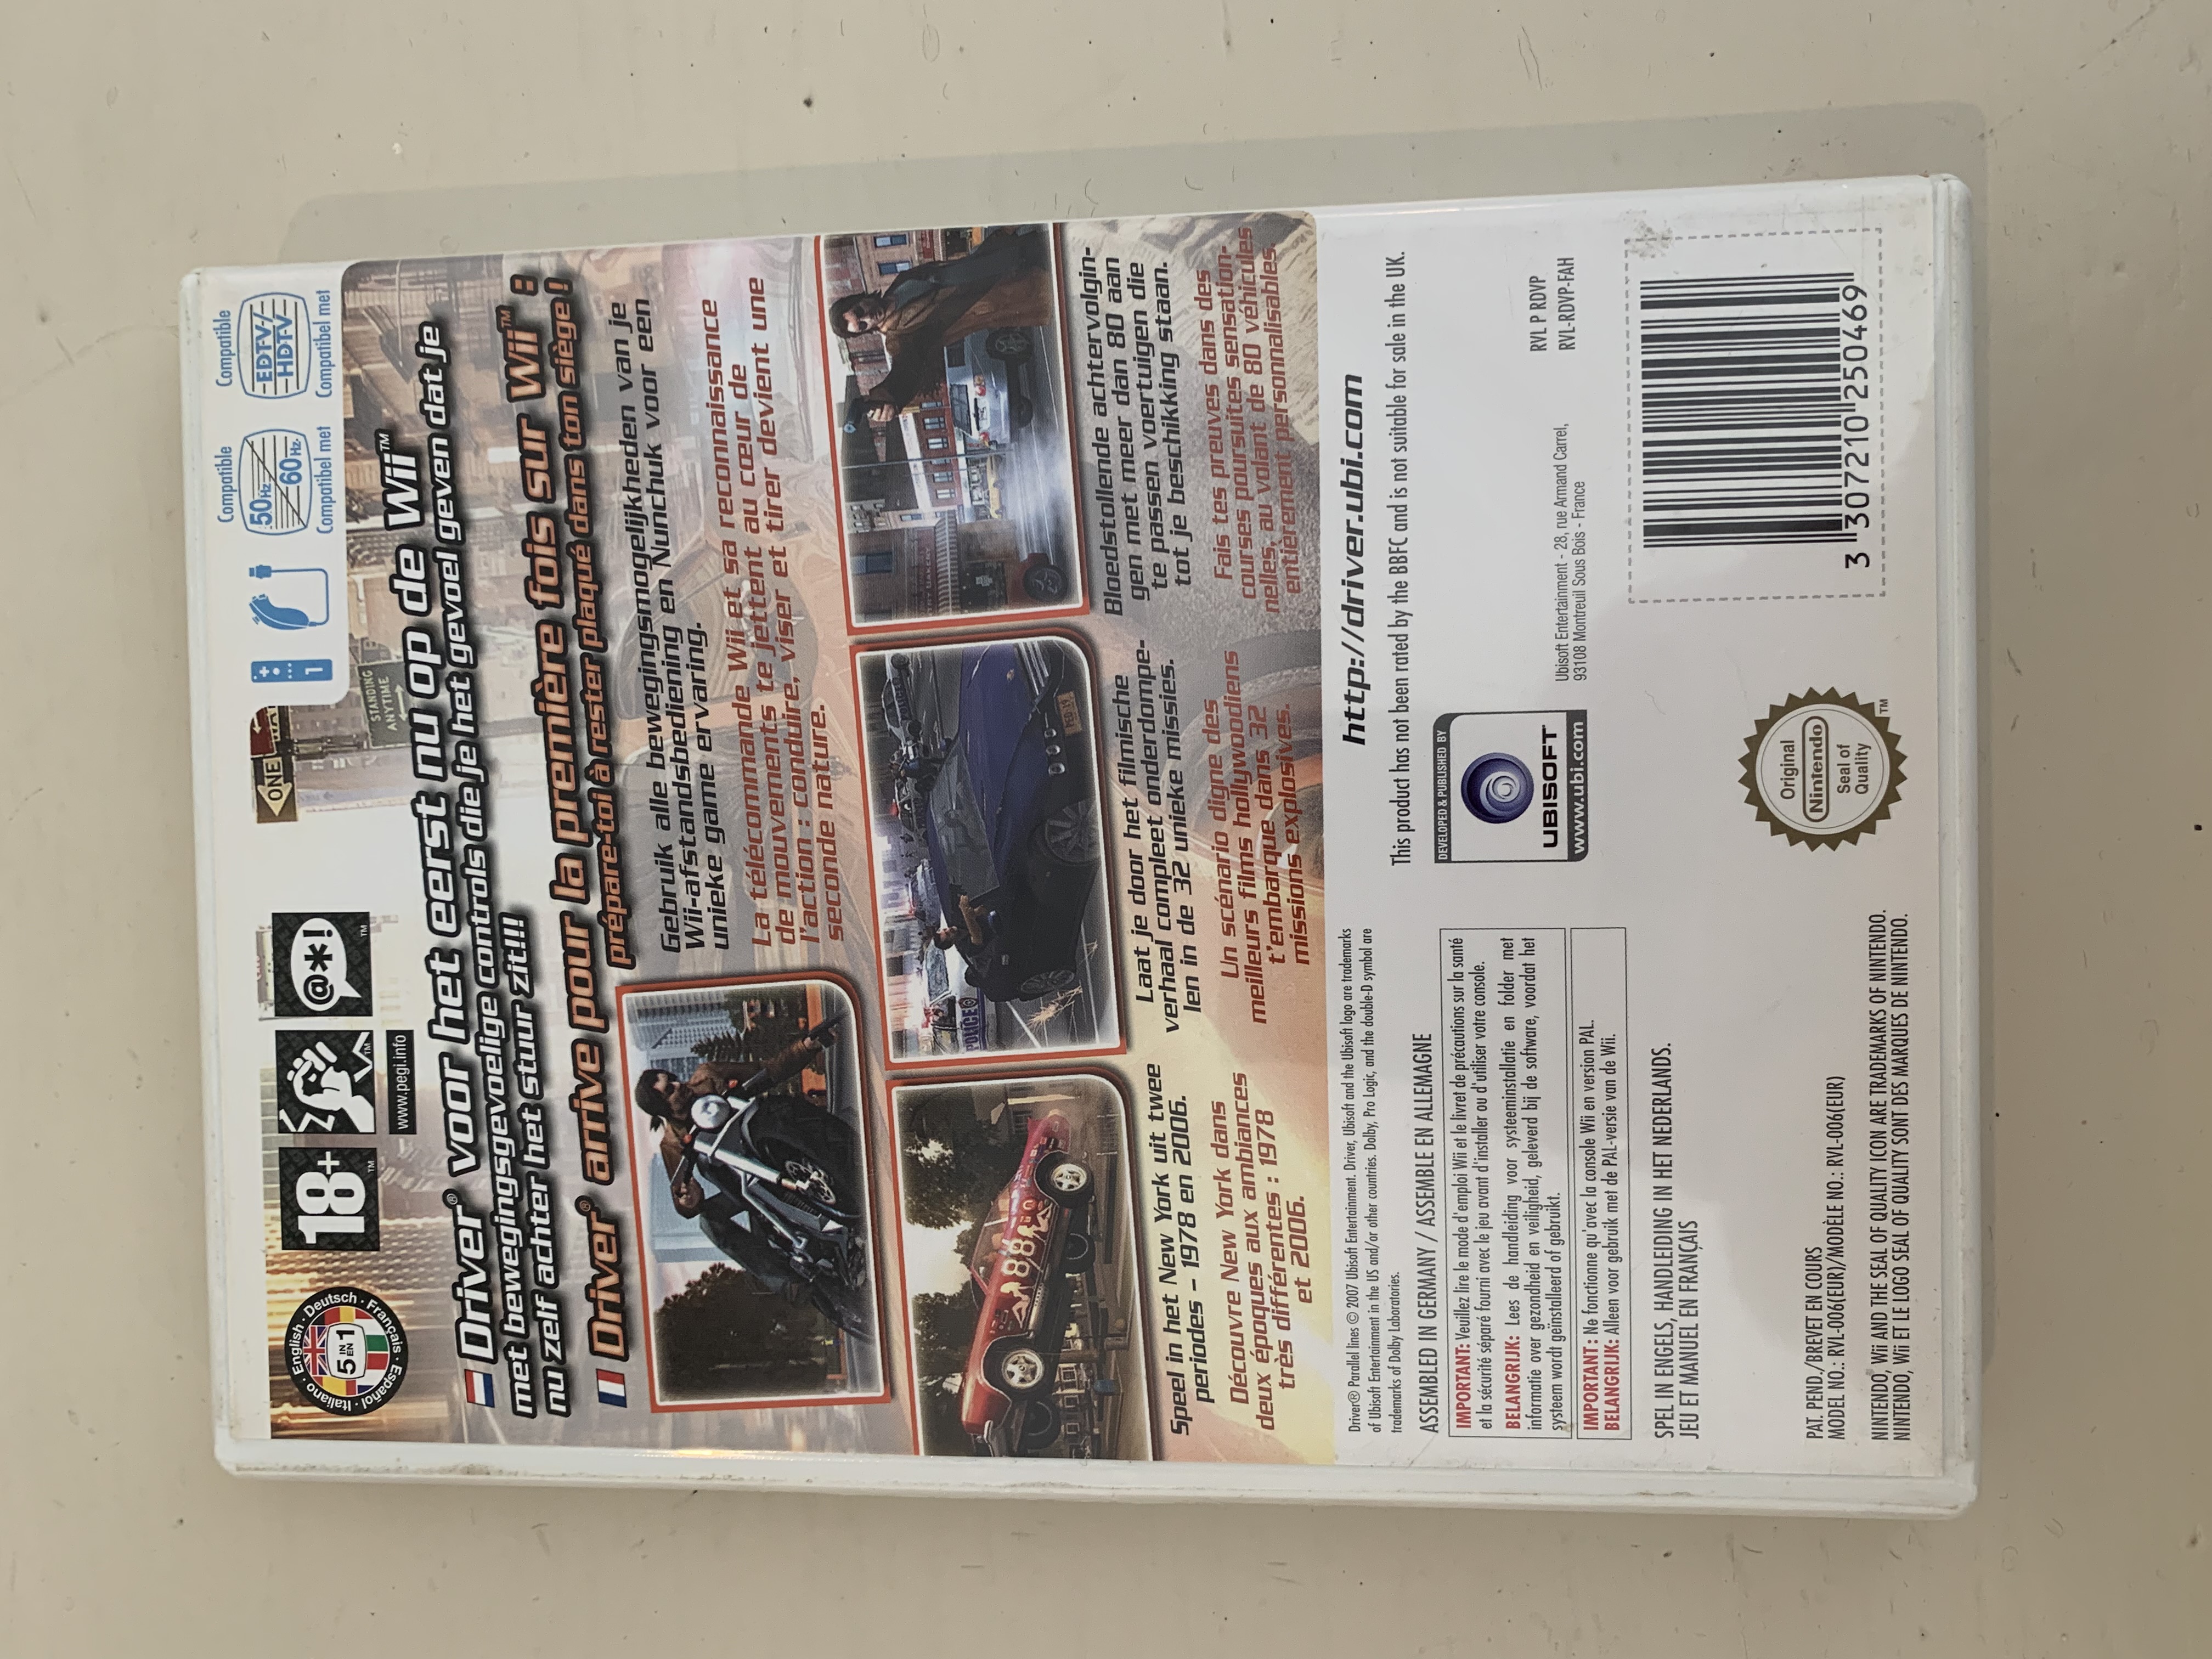 Compatible
Compatible
50Hz
60Hz
EDTV/
HDTV
1
Compatibel met
Compatibel met
English · Deutsch · Français · Español · Italiano ·
5 IN EN 1
18+ ™
™
@*! ™
www.pegi.info
ONE WAY
STANDING
ANYTIME
Driver® voor het eerst nu op de Wii™
met bewegingsgevoelige controls die je het gevoel geven dat je
nu zelf achter het stuur zit!!!
Driver® arrive pour la première fois sur Wii™ :
prépare-toi à rester plaqué dans ton siège !
Gebruik alle bewegingsmogelijkheden van je
Wii-afstandsbediening en Nunchuk voor een
unieke game ervaring.
La télécommande Wii et sa reconnaissance
de mouvements te jettent au cœur de
l'action : conduire, viser et tirer devient une
seconde nature.
88
POLICE
POLICE
Speel in het New York uit twee
periodes – 1978 en 2006.
Découvre New York dans
deux époques aux ambiances
très différentes : 1978
et 2006.
Laat je door het filmische
verhaal compleet onderdompe-
len in de 32 unieke missies.
Un scénario digne des
meilleurs films hollywoodiens
t'embarque dans 32
missions explosives.
Bloedstollende achtervolgin-
gen met meer dan 80 aan
te passen voertuigen die
tot je beschikking staan.
Fais tes preuves dans des
courses poursuites sensation-
nelles, au volant de 80 véhicules
entièrement personnalisables.
Driver® Parallel lines © 2007 Ubisoft Entertainment. Driver, Ubisoft and the Ubisoft logo are trademarks
of Ubisoft Entertainment in the US and/or other countries. Dolby, Pro Logic, and the double-D symbol are
trademarks of Dolby Laboratories.
ASSEMBLED IN GERMANY / ASSEMBLE EN ALLEMAGNE
IMPORTANT: Veuillez lire le mode d'emploi Wii et le livret de précautions sur la santé
et la sécurité séparé fourni avec le jeu avant d'installer ou d'utiliser votre console.
BELANGRIJK: Lees de handleiding voor systeeminstallatie en folder met
informatie over gezondheid en veiligheid, geleverd bij de software, voordat het
systeem wordt geïnstalleerd of gebruikt.
IMPORTANT : Ne fonctionne qu'avec la console Wii en version PAL.
BELANGRIJK: Alleen voor gebruik met de PAL-versie van de Wii.
SPEL IN ENGELS, HANDLEIDING IN HET NEDERLANDS.
JEU ET MANUEL EN FRANÇAIS
PAT. PEND./BREVET EN COURS
MODEL NO.: RVL-006(EUR)/MODÈLE NO.: RVL-006(EUR)
NINTENDO, Wii AND THE SEAL OF QUALITY ICON ARE TRADEMARKS OF NINTENDO.
NINTENDO, Wii ET LE LOGO SEAL OF QUALITY SONT DES MARQUES DE NINTENDO.
http://driver.ubi.com
This product has not been rated by the BBFC and is not suitable for sale in the UK.
DEVELOPED & PUBLISHED BY
UBISOFT
www.ubi.com
Ubisoft Entertainment - 28, rue Armand Carrel,
93108 Montreuil Sous Bois - France
RVL P RDVP
RVL-RDVP-FAH
Original
Nintendo
Seal of
Quality
TM
3 307210 250469